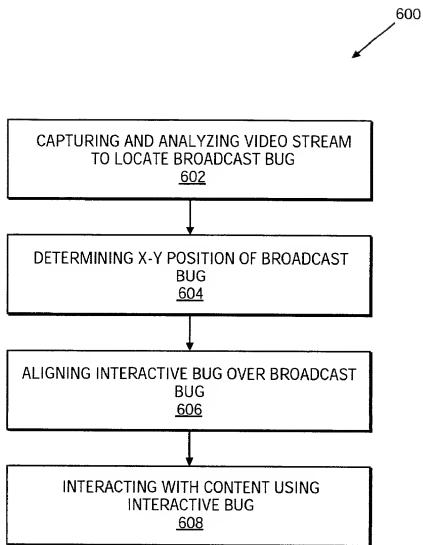 600
CAPTURING AND ANALYZING VIDEO STREAM
TO LOCATE BROADCAST BUG
602
DETERMINING X-Y POSITION OF BROADCAST
BUG
604
ALIGNING INTERACTIVE BUG OVER BROADCAST
BUG
606
INTERACTING WITH CONTENT USING
INTERACTIVE BUG
608